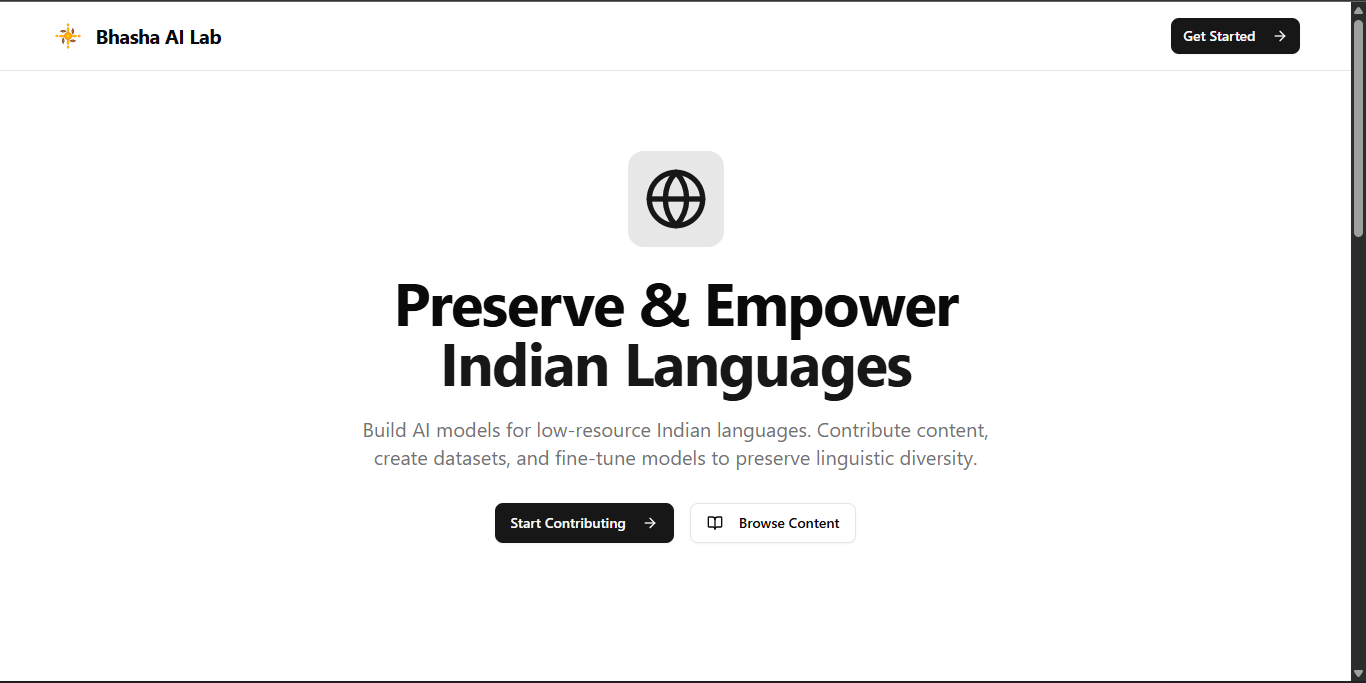 Bhasha AI Lab
Get Started
Preserve & Empower
Indian Languages
Build AI models for low-resource Indian languages. Contribute content,
create datasets, and fine-tune models to preserve linguistic diversity.
Start Contributing
Browse Content